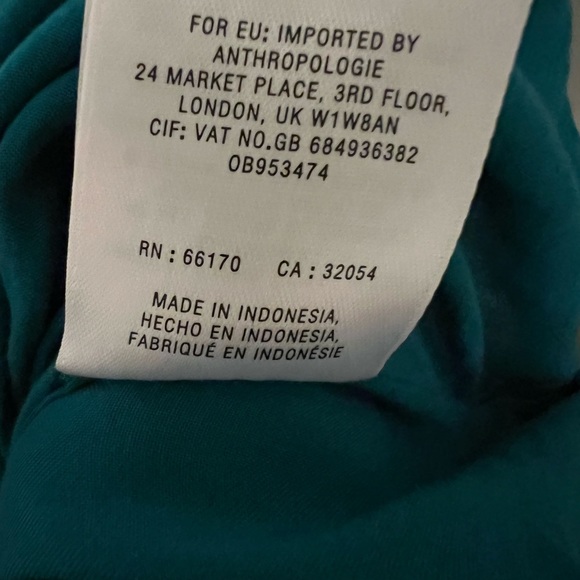 FOR EU: IMPORTED BY
ANTHROPOLOGIE
24 MARKET PLACE, 3RD FLOOR,
LONDON, UK W1W8AN
CIF: VAT NO.GB 684936382
OB953474
RN : 66170 CA : 32054
MADE IN INDONESIA,
HECHO EN INDONESIA,
FABRIQUÉ EN INDONÉSIE